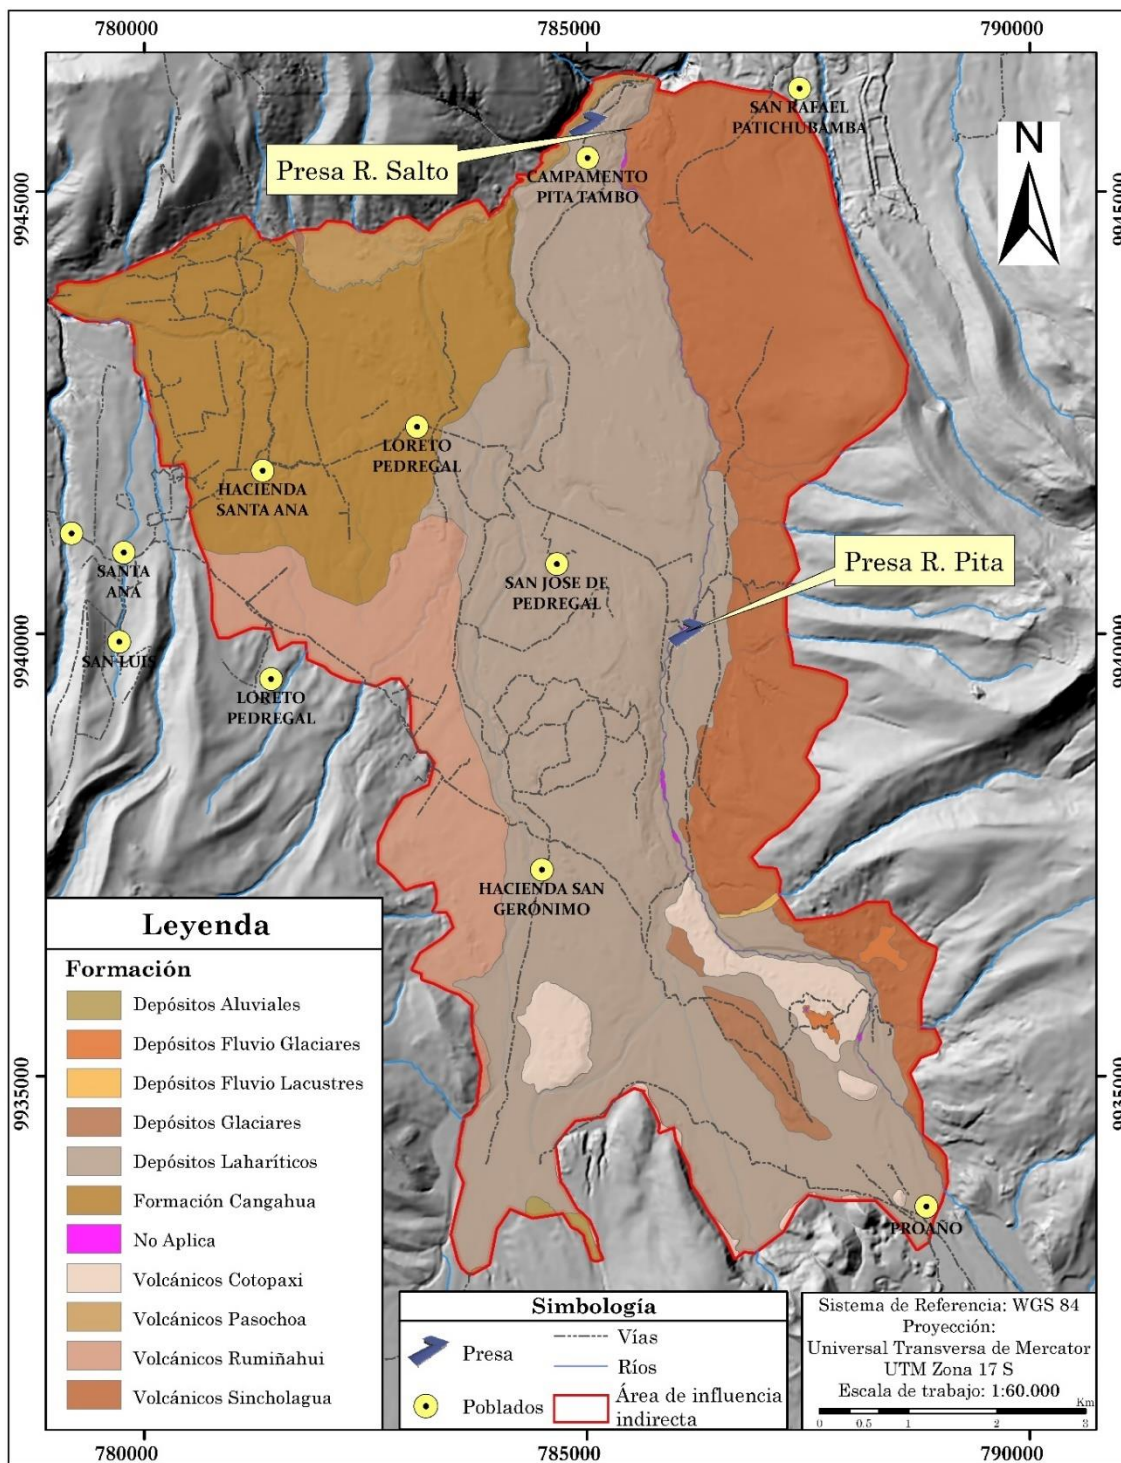 780000
785000
790000
9945000
9945000
9940000
9940000
9935000
9935000
SAN RAFAEL
PATICHUBAMBA
N
Presa R. Salto
CAMPAMENTO
PITA TAMBO
LORETO
PEDREGAL
HACIENDA
SANTA ANA
SANTA
ANA
SAN JOSE DE
PEDREGAL
Presa R. Pita
SAN LUIS
LORETO
PEDREGAL
HACIENDA SAN
GERONIMO
PROAÑO
Leyenda
Formación
Depósitos Aluviales
Depósitos Fluvio Glaciares
Depósitos Fluvio Lacustres
Depósitos Glaciares
Depósitos Laharíticos
Formación Cangahua
No Aplica
Volcánicos Cotopaxi
Volcánicos Pasochoa
Volcánicos Rumiñahui
Volcánicos Sincholagua
Simbología
Presa
Vías
Ríos
Poblados
Área de influencia
indirecta
Sistema de Referencia: WGS 84
Proyección:
Universal Transversa de Mercator
UTM Zona 17 S
Escala de trabajo: 1:60.000
Km
0 0.5 1 2 3
780000
785000
790000